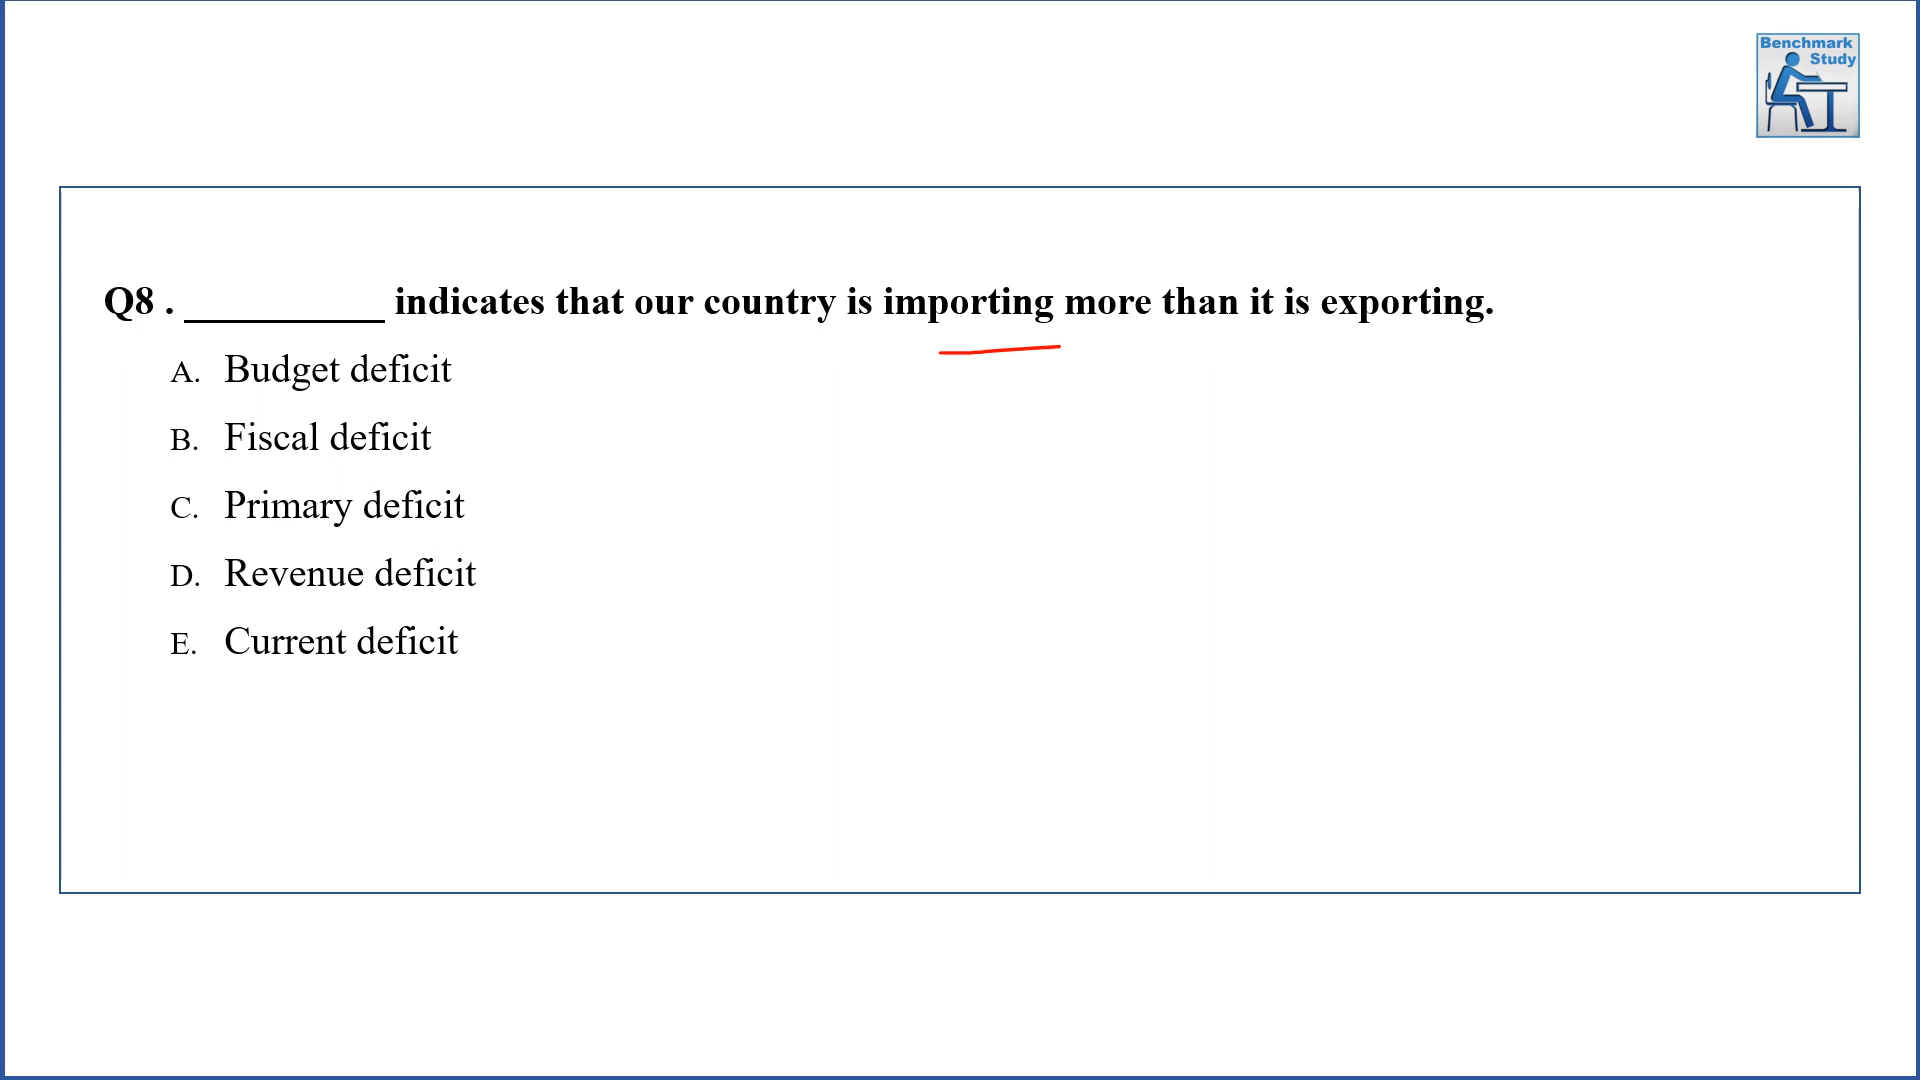 Benchmark
Study
Q8 . __________ indicates that our country is importing more than it is exporting.
A. Budget deficit
B. Fiscal deficit
C. Primary deficit
D. Revenue deficit
E. Current deficit